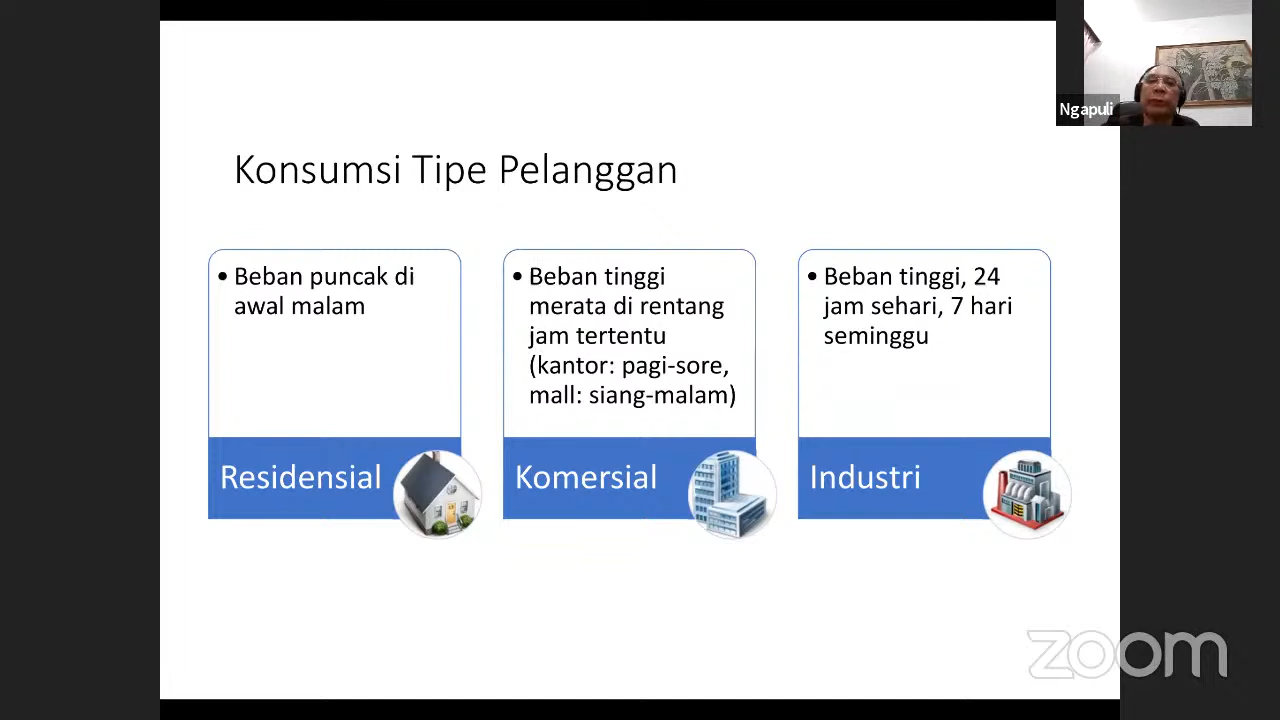 Ngapuli
Konsumsi Tipe Pelanggan
• Beban puncak di
awal malam
Residensial
• Beban tinggi
merata di rentang
jam tertentu
(kantor: pagi-sore,
mall: siang-malam)
Komersial
• Beban tinggi, 24
jam sehari, 7 hari
seminggu
Industri
zoom